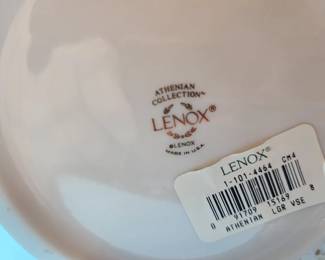 ATHENIAN
COLLECTION™
LENOX®
©LENOX
MADE IN U.S.A.
LENOX®
1-101-4464 CM4
0 91709 15169 8
ATHENIAN LGR VSE